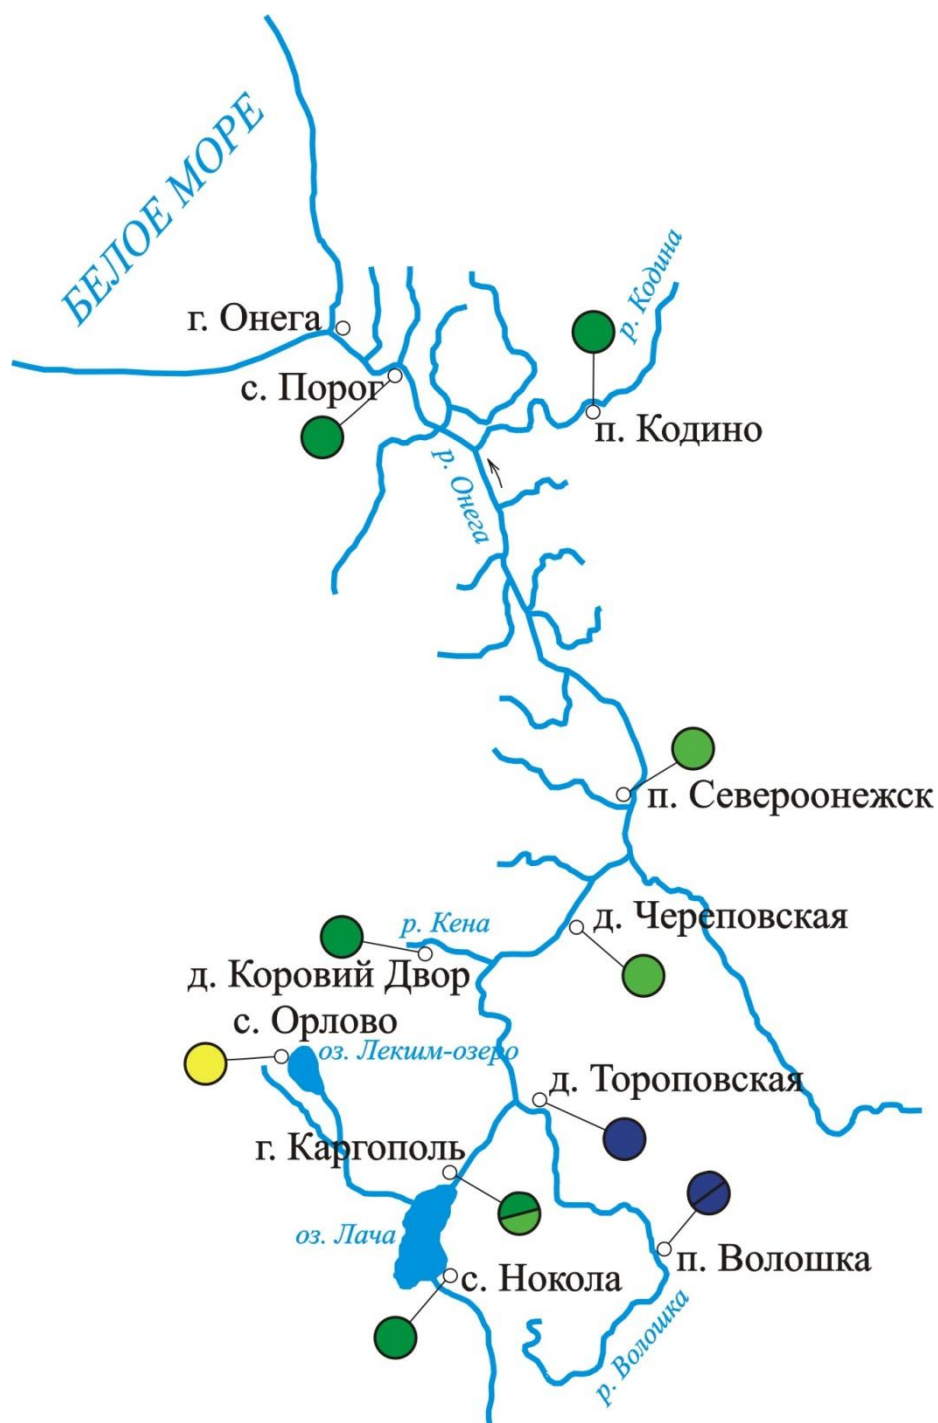 БЕЛОЕ МОРЕ
р. Кодина
г. Онега
с. Порог
п. Кодино
р. Онега
п. Североонежск
д. Череповская
р. Кена
д. Коровий Двор
с. Орлово
оз. Лекшм-озеро
д. Тороповская
г. Каргополь
оз. Лача
п. Волошка
с. Нокола
р. Волошка